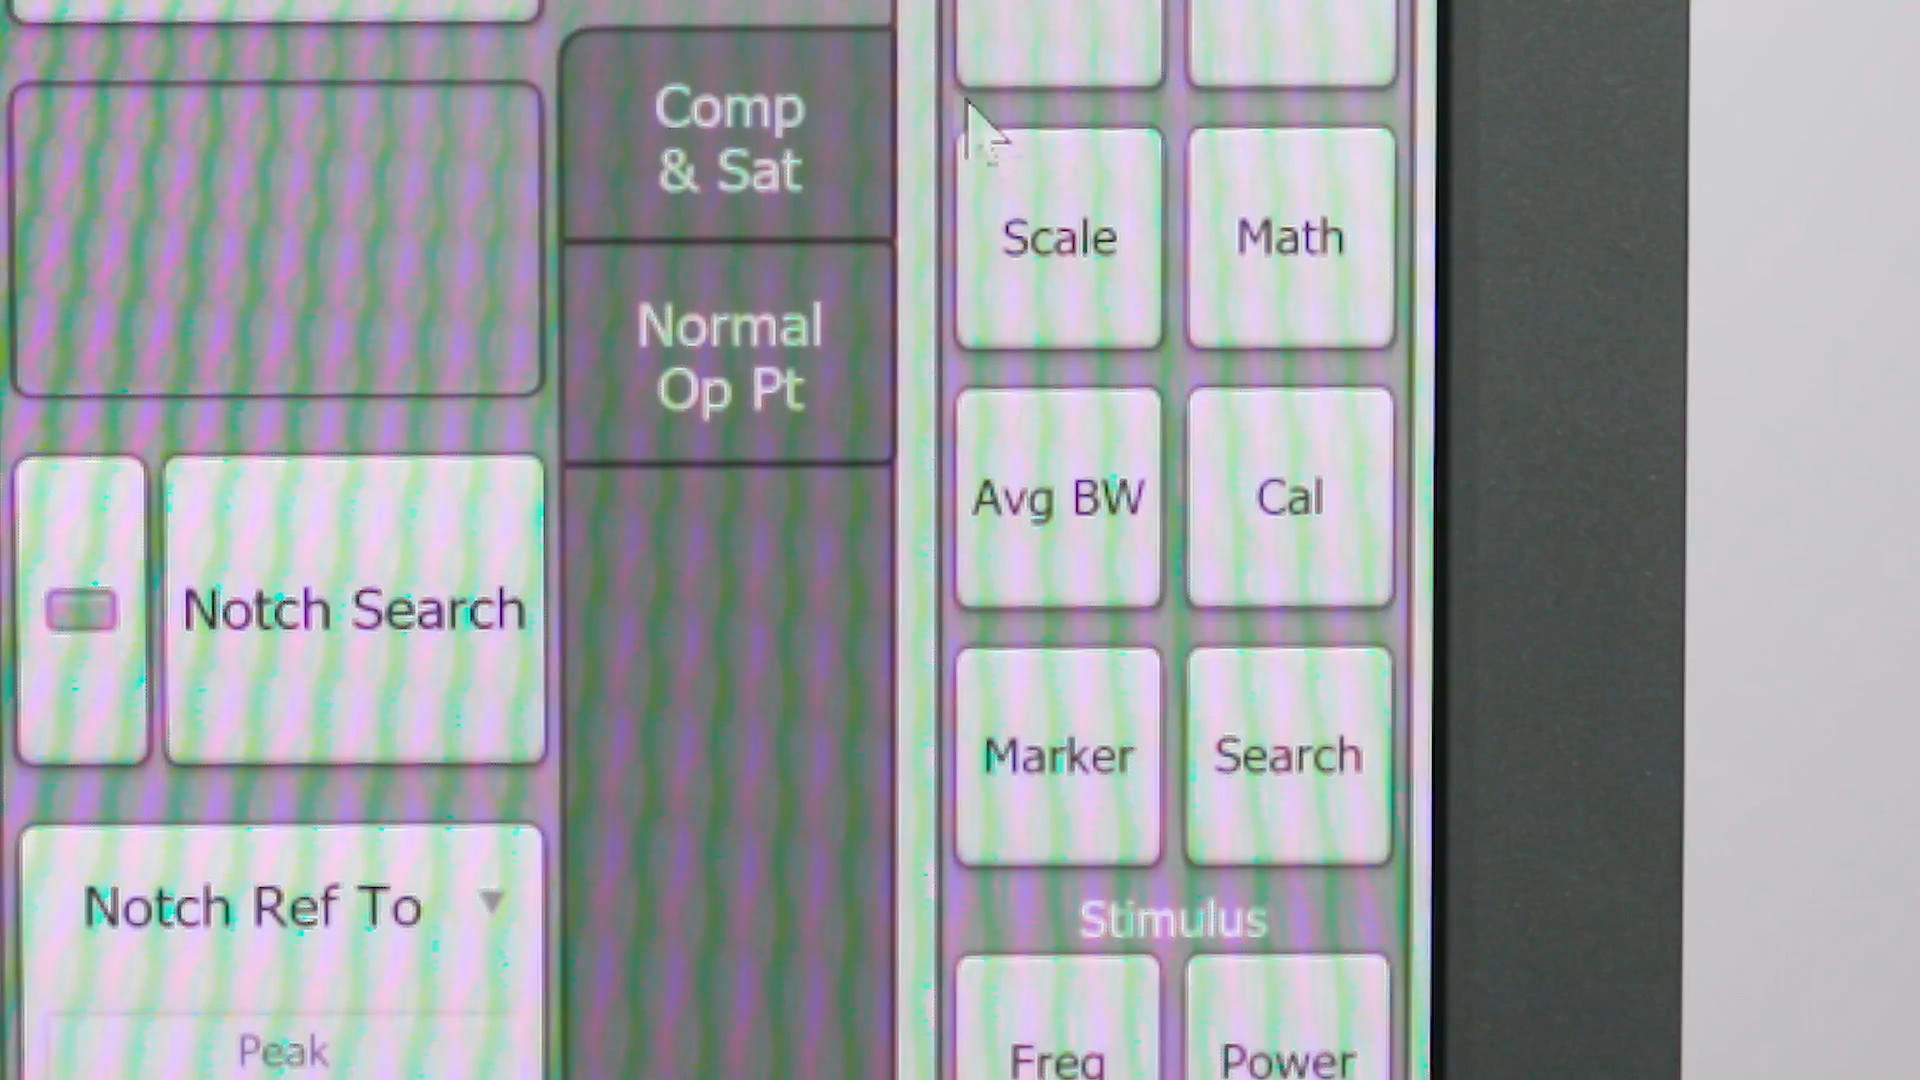 Comp
& Sat
Normal
Op Pt
Notch Search
Notch Ref To
Peak
Scale
Math
Avg BW
Cal
Marker
Search
Stimulus
Freq
Power